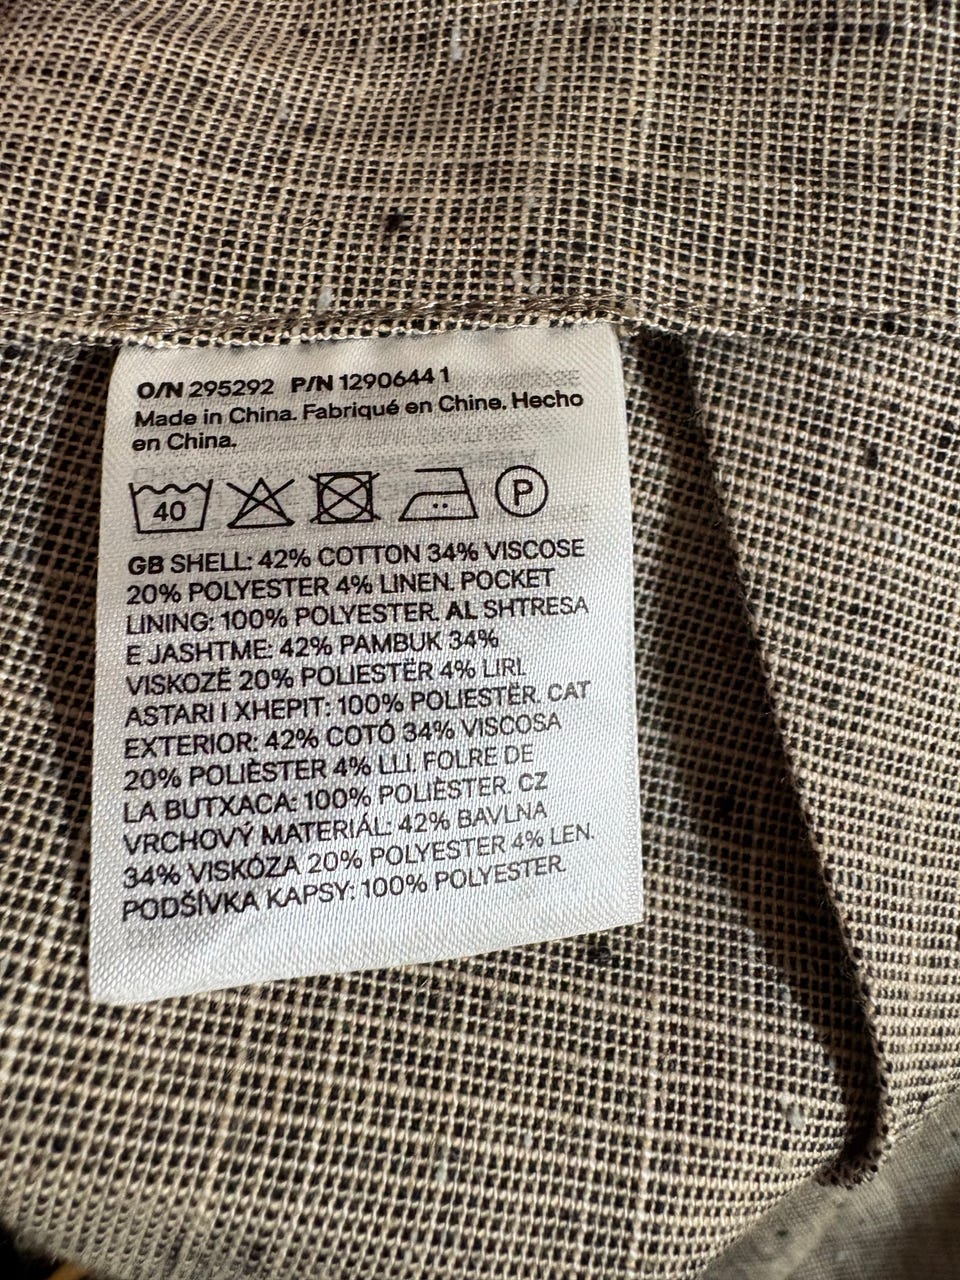 O/N 295292 P/N 1290644 1
Made in China. Fabriqué en Chine. Hecho
en China.
40 P
GB SHELL: 42% COTTON 34% VISCOSE
20% POLYESTER 4% LINEN. POCKET
LINING: 100% POLYESTER. AL SHTRESA
E JASHTME: 42% PAMBUK 34%
VISKOZË 20% POLIESTËR 4% LIRI.
ASTARI I XHEPIT: 100% POLIESTËR. CAT
EXTERIOR: 42% COTÓ 34% VISCOSA
20% POLIÈSTER 4% LLI. FOLRE DE
LA BUTXACA: 100% POLIÈSTER. CZ
VRCHOVÝ MATERIÁL: 42% BAVLNA
34% VISKÓZA 20% POLYESTER 4% LEN.
PODŠÍVKA KAPSY: 100% POLYESTER.